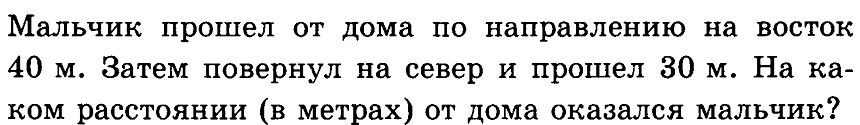 Мальчик прошел от дома по направлению на восток
40 м. Затем повернул на север и прошел 30 м. На ка-
ком расстоянии (в метрах) от дома оказался мальчик?